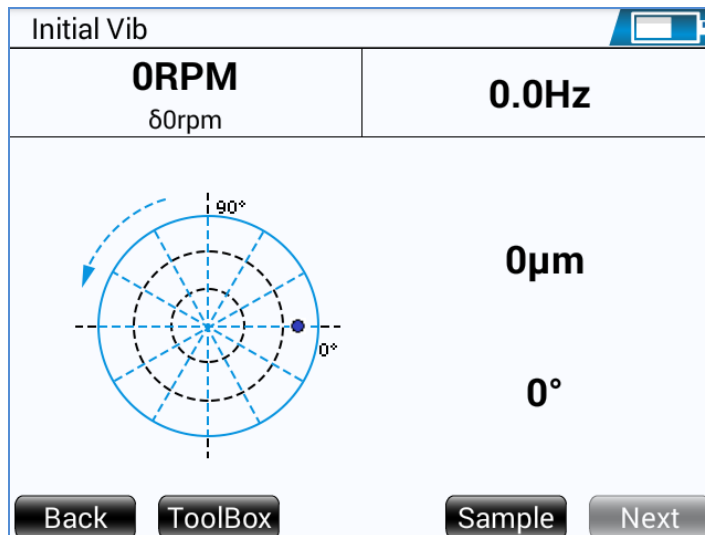 Initial Vib
0RPM
δ0rpm
0.0Hz
90°
0°
0µm
0°
Back
ToolBox
Sample
Next